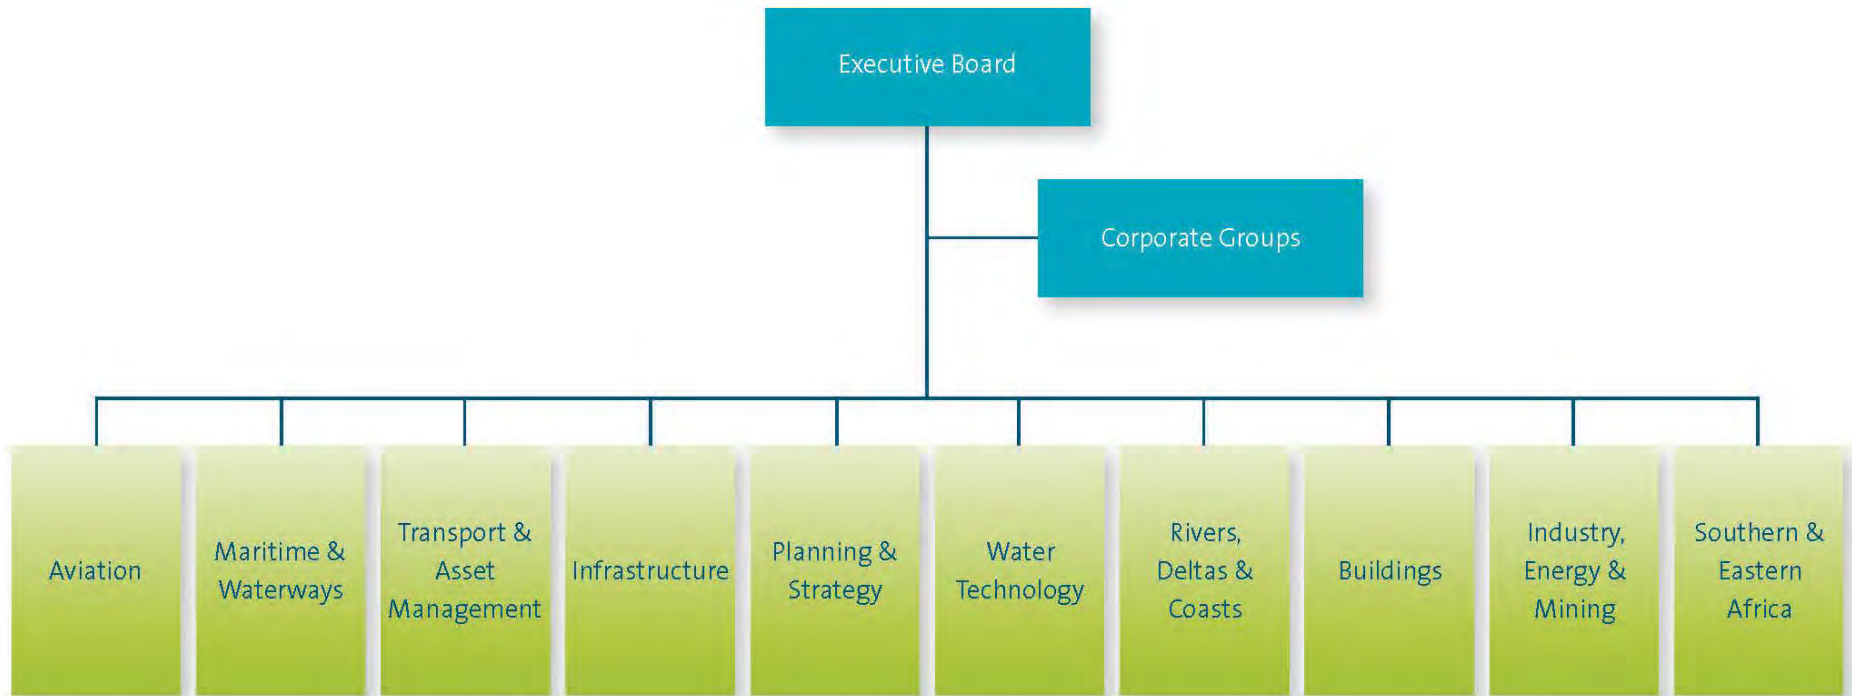 Executive Board
Corporate Groups
Aviation
Maritime &
Waterways
Transport &
Asset
Management
Infrastructure
Planning &
Strategy
Water
Technology
Rivers,
Deltas &
Coasts
Buildings
Industry,
Energy &
Mining
Southern &
Eastern
Africa